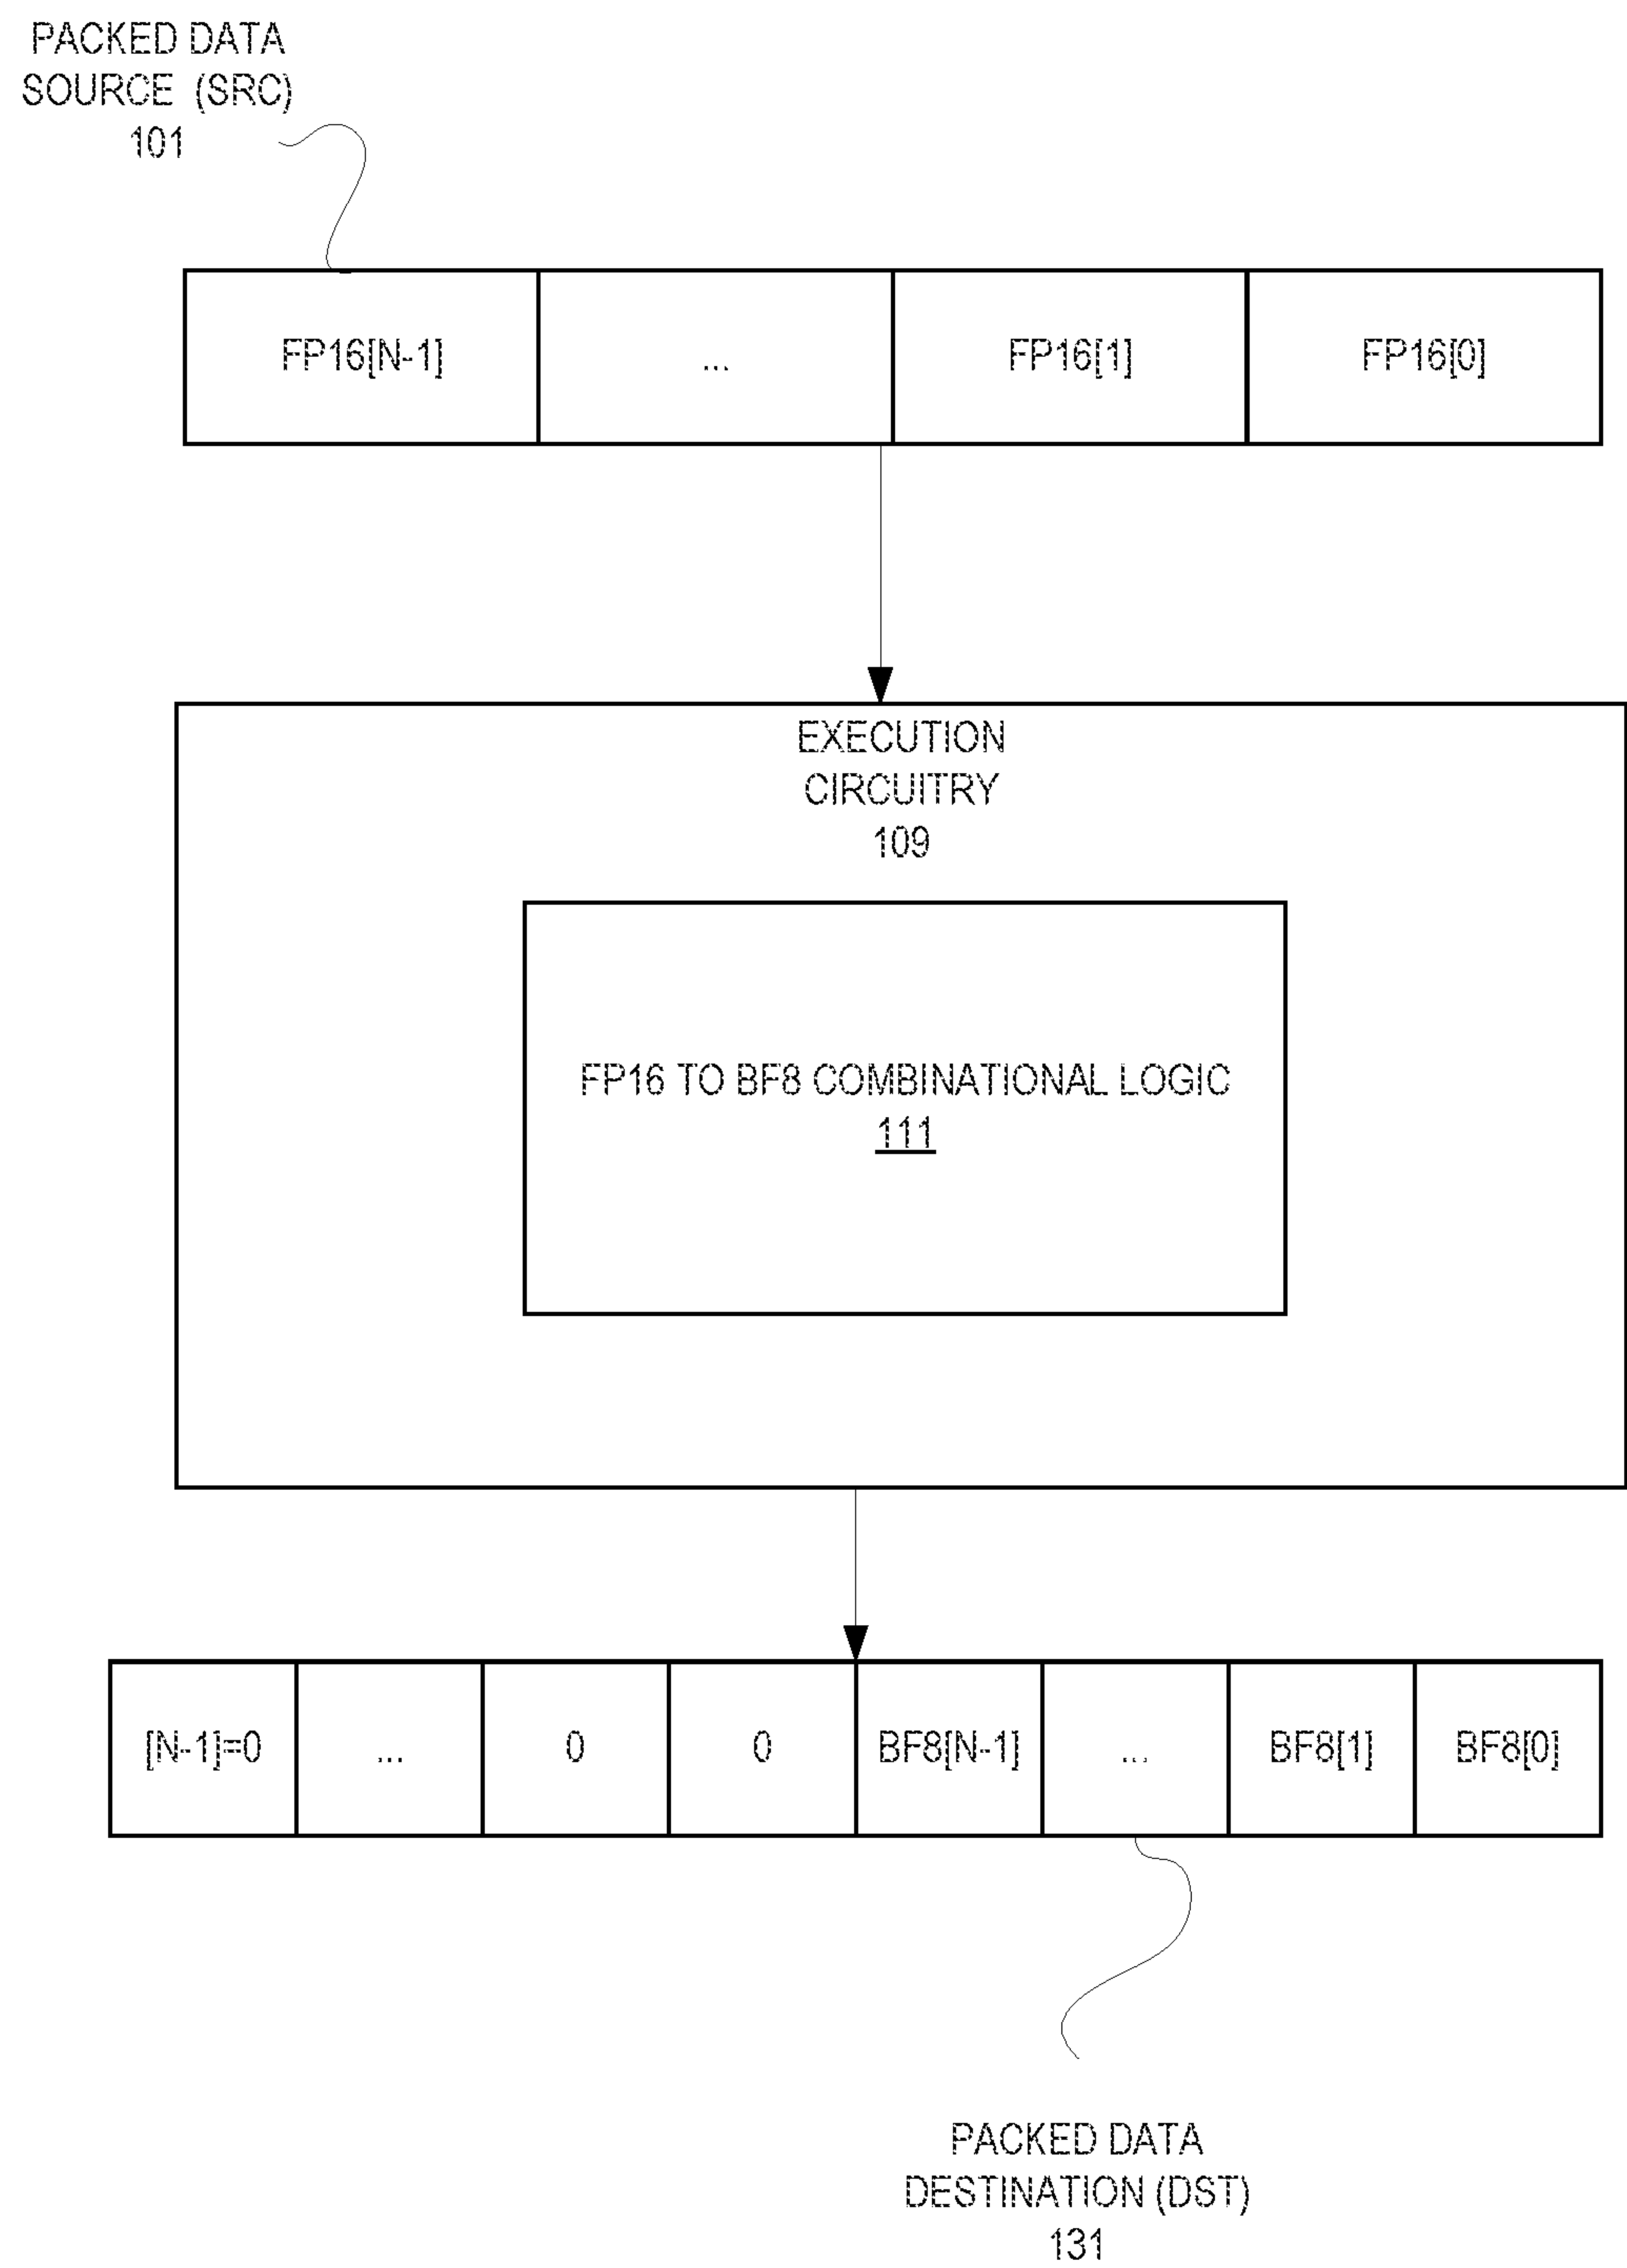 PACKED DATA
SOURCE (SRC)
101
FP16[N-1] ... FP16[1] FP16[0]
EXECUTION
CIRCUITRY
109
FP16 TO BF8 COMBINATIONAL LOGIC
111
[N-1]=0 ... 0 0 BF8[N-1] ... BF8[1] BF8[0]
PACKED DATA
DESTINATION (DST)
131